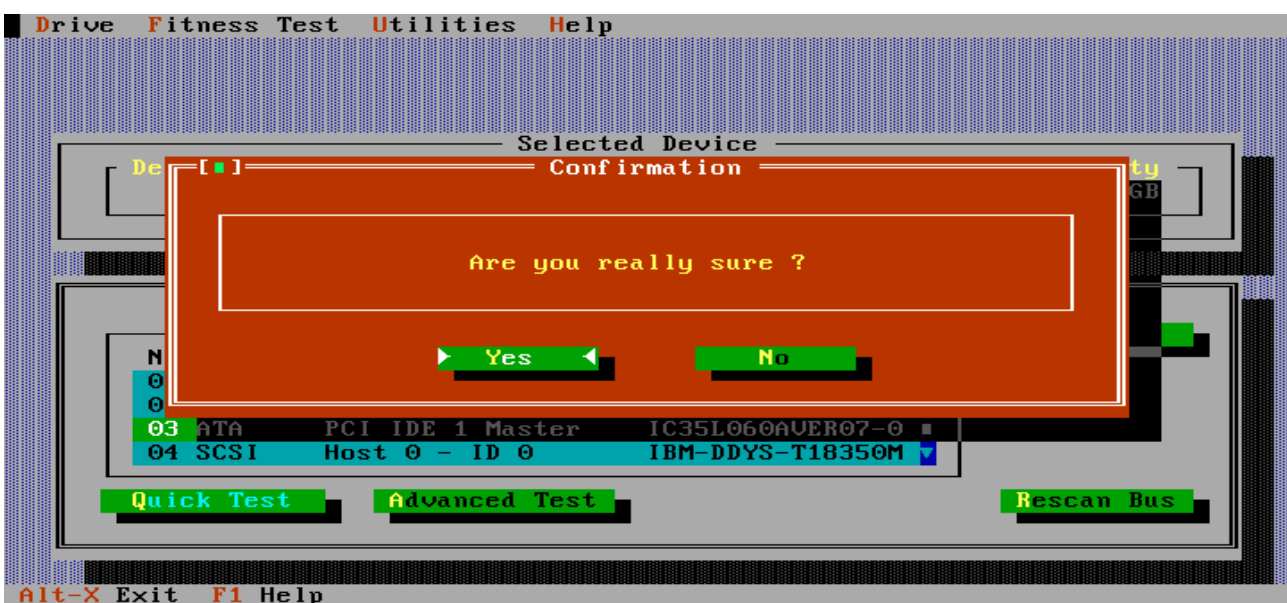 Drive Fitness Test Utilities Help
Selected Device
De ty
[■] Confirmation
GB
Are you really sure ?
Yes No
N
0
0
03 ATA PCI IDE 1 Master IC35L060AVER07-0
04 SCSI Host 0 - ID 0 IBM-DDYS-T18350M
Quick Test Advanced Test Rescan Bus
Alt-X Exit F1 Help